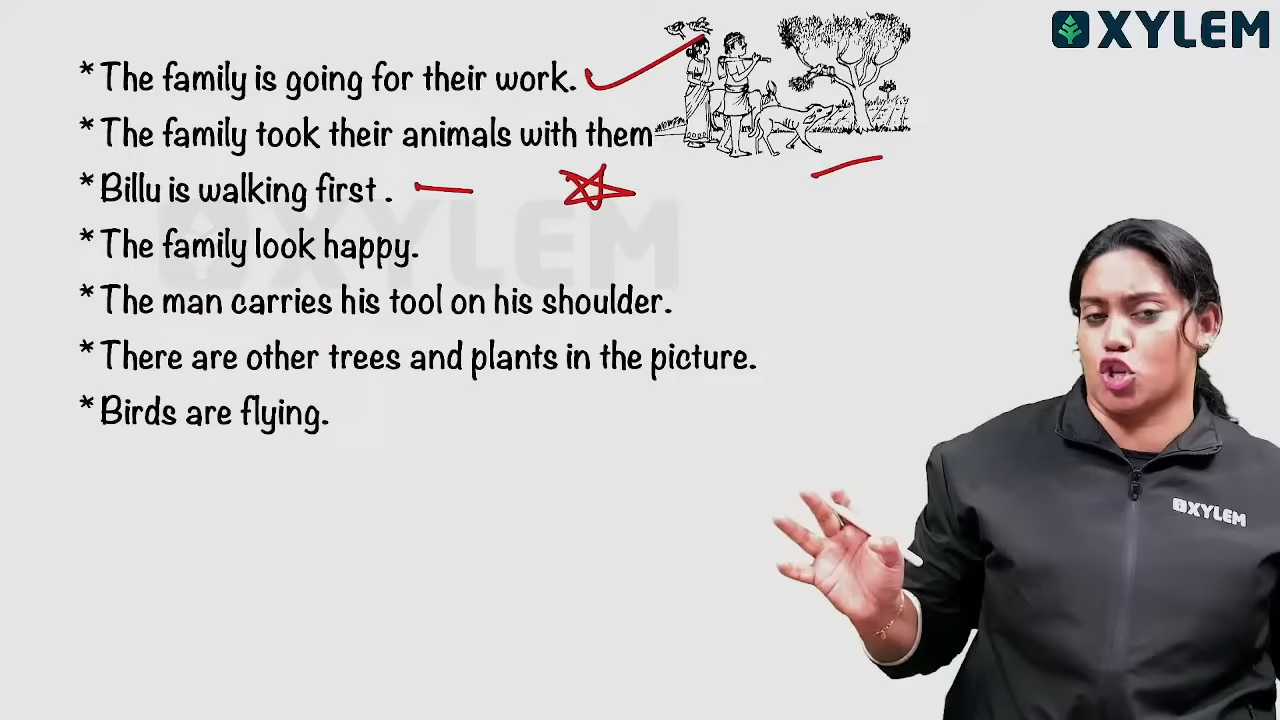 XYLEM
* The family is going for their work.
* The family took their animals with them
* Billu is walking first .
* The family look happy.
* The man carries his tool on his shoulder.
* There are other trees and plants in the picture.
* Birds are flying.
XYLEM
XYLEM